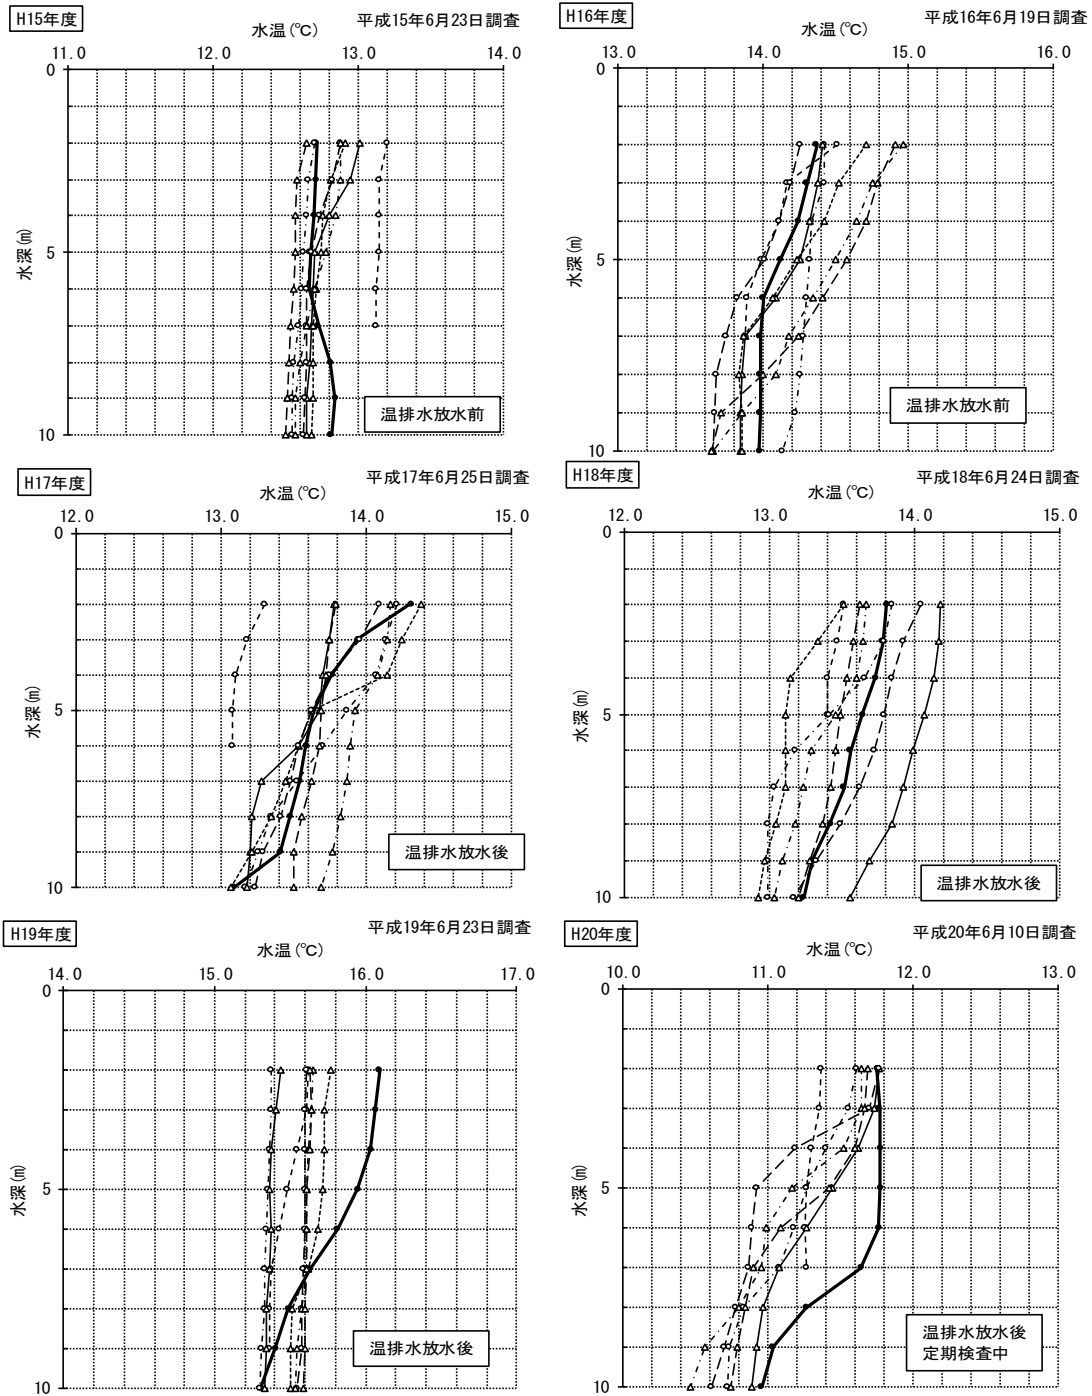 H15年度
平成15年6月23日調査
水温(℃)
11.0 12.0 13.0 14.0
0
5
10
水深(m)
温排水放水前
H16年度
平成16年6月19日調査
水温(℃)
13.0 14.0 15.0 16.0
0
5
10
水深(m)
温排水放水前
H17年度
平成17年6月25日調査
水温(℃)
12.0 13.0 14.0 15.0
0
5
10
水深(m)
温排水放水後
H18年度
平成18年6月24日調査
水温(℃)
12.0 13.0 14.0 15.0
0
5
10
水深(m)
温排水放水後
H19年度
平成19年6月23日調査
水温(℃)
14.0 15.0 16.0 17.0
0
5
10
水深(m)
温排水放水後
H20年度
平成20年6月10日調査
水温(℃)
10.0 11.0 12.0 13.0
0
5
10
水深(m)
温排水放水後
定期検査中